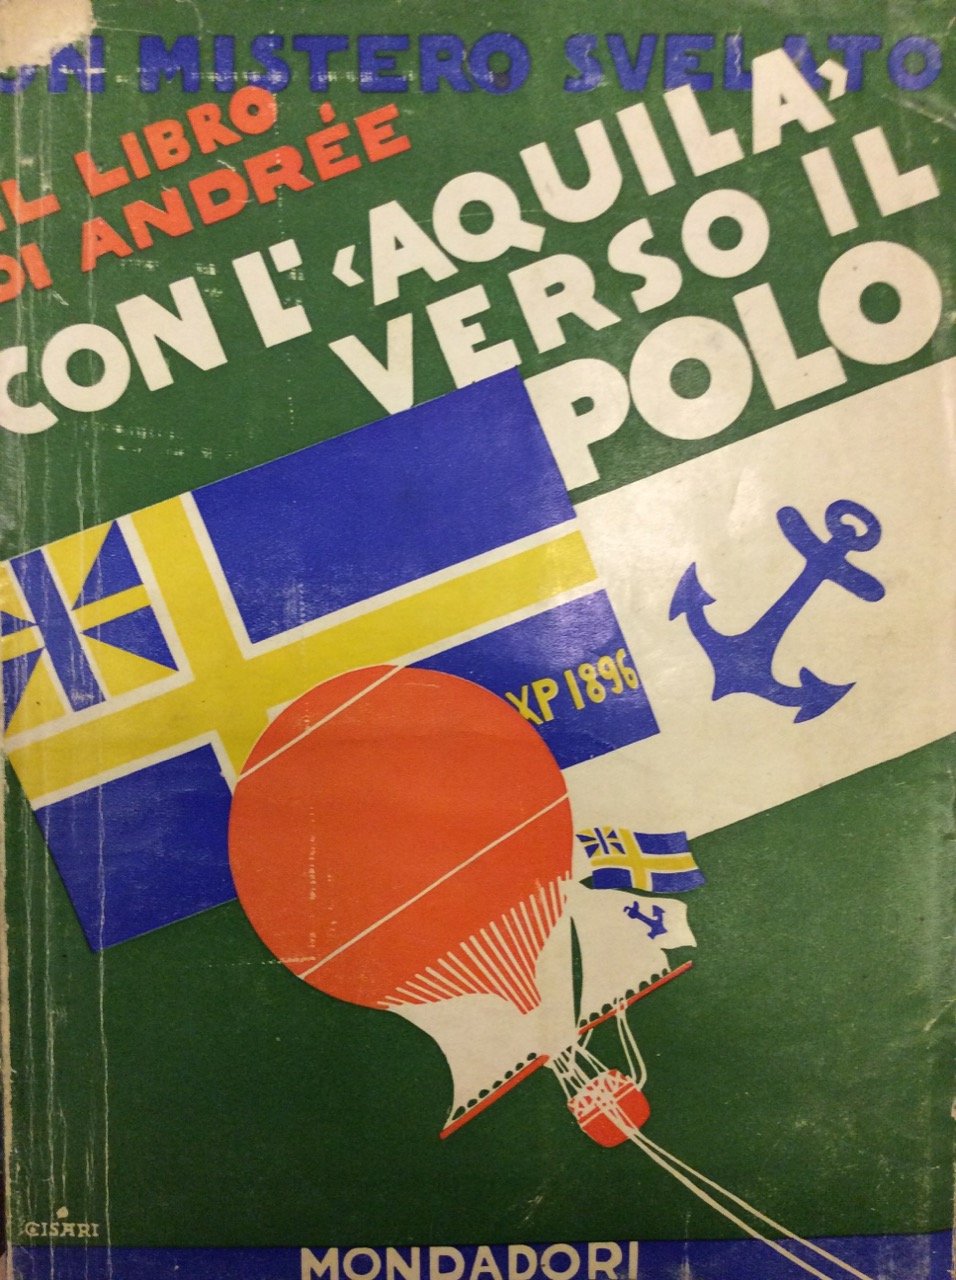 UN MISTERO SVELATO
IL LIBRO
DI ANDRÉE
CON L'‹AQUILA›
VERSO IL
POLO
XP 1896
CISARI
MONDADORI